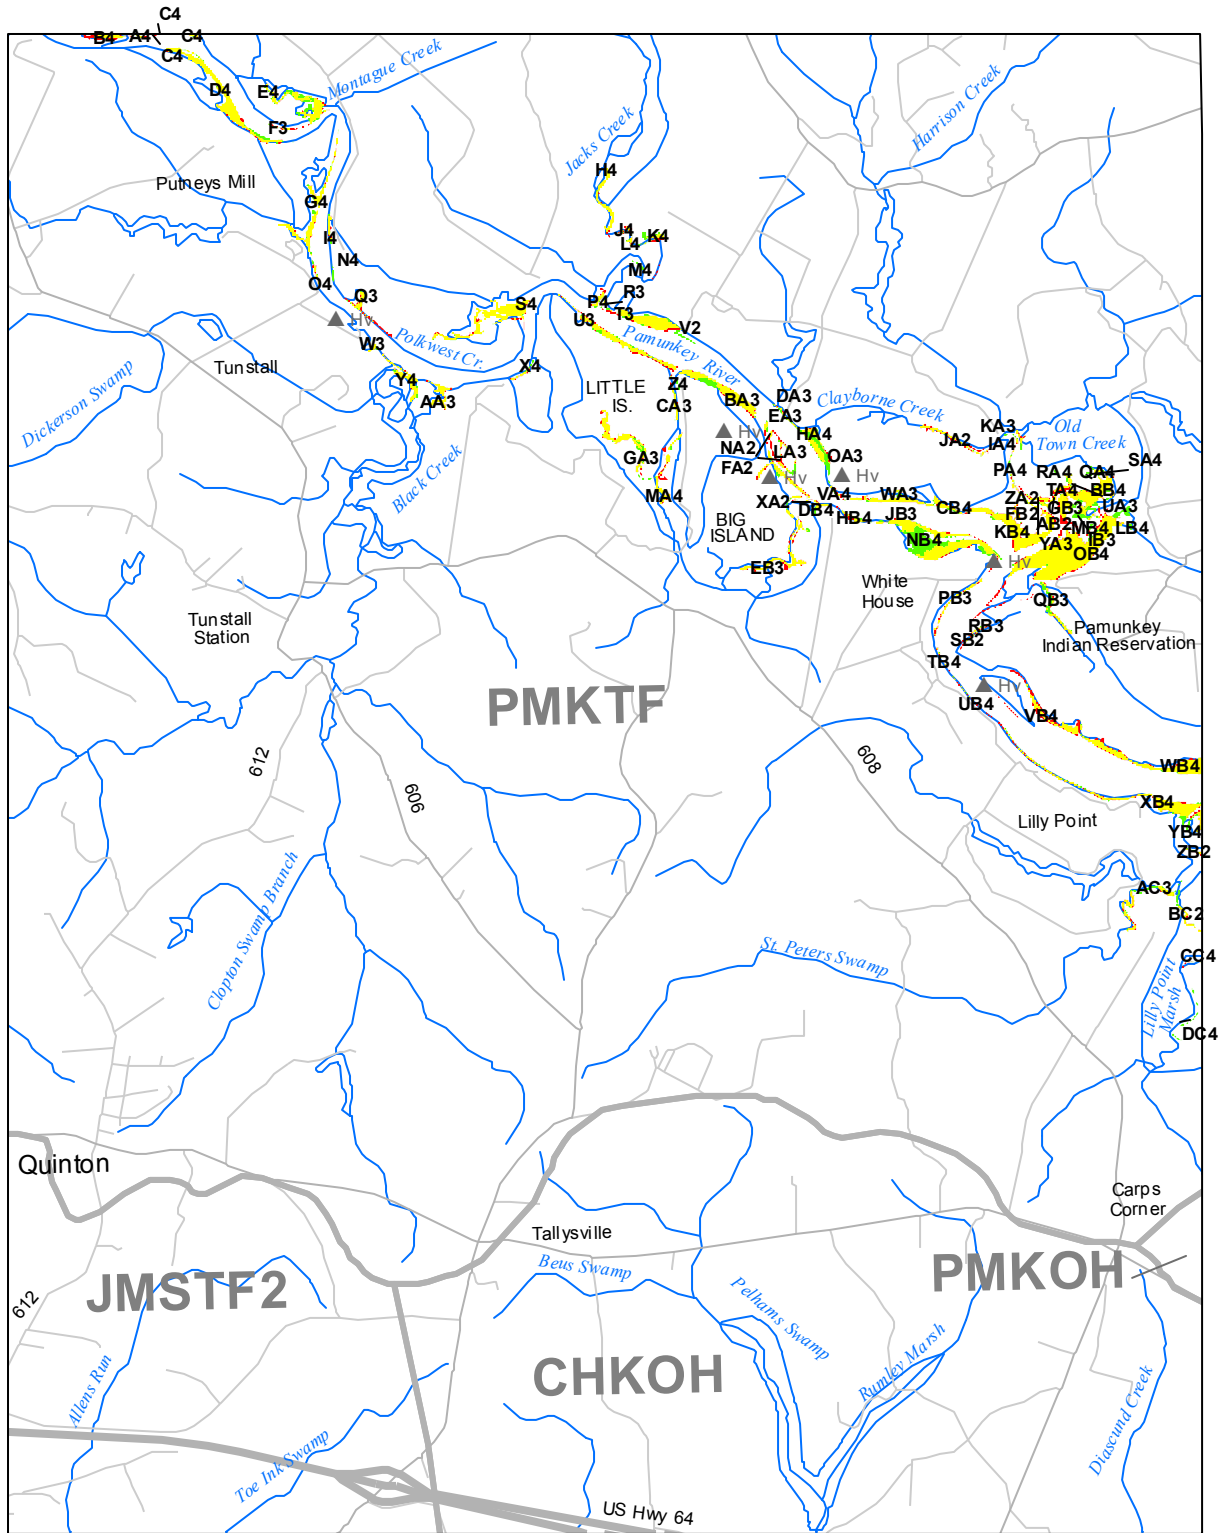 C4
B4
A4
C4
C4
D4
E4
Montague Creek
F3
Harrison Creek
Jacks Creek
H4
Putneys Mill
G4
J4
K4
I4
L4
N4
M4
O4
Q3
R3
P4
S4
T3
U3
V2
Hv
W3
Polkwest Cr.
Pamunkey River
Tunstall
X4
Y4
Z4
LITTLE
IS.
AA3
Dickerson Swamp
CA3
BA3
DA3
EA3
Clayborne Creek
HA4
KA3
Old
Town Creek
Hv
JA2
IA4
NA2
LA3
OA3
GA3
FA2
SA4
PA4
RA4
QA4
Hv
Hv
Black Creek
MA4
XA2
VA4
WA3
TA4
BB4
ZA2
DB4
CB4
FB2
GB3
UA3
HB4
JB3
AB2
MB4
LB4
BIG
ISLAND
KB4
NB4
YA3
IB3
OB4
Hv
EB3
White
House
PB3
QB3
Tunstall
Station
RB3
SB2
Pamunkey
Indian Reservation
TB4
Hv
PMKTF
UB4
VB4
612
608
WB4
606
XB4
Lilly Point
YB4
ZB2
Clopton Swamp Branch
AC3
BC2
St. Peters Swamp
CC4
Lilly Point
Marsh
DC4
Quinton
Carps
Corner
Tallysville
Beus Swamp
PMKOH
JMSTF2
612
Pelhams Swamp
CHKOH
Rumley Marsh
Allens Run
Diascund Creek
Toe Ink Swamp
US Hwy 64